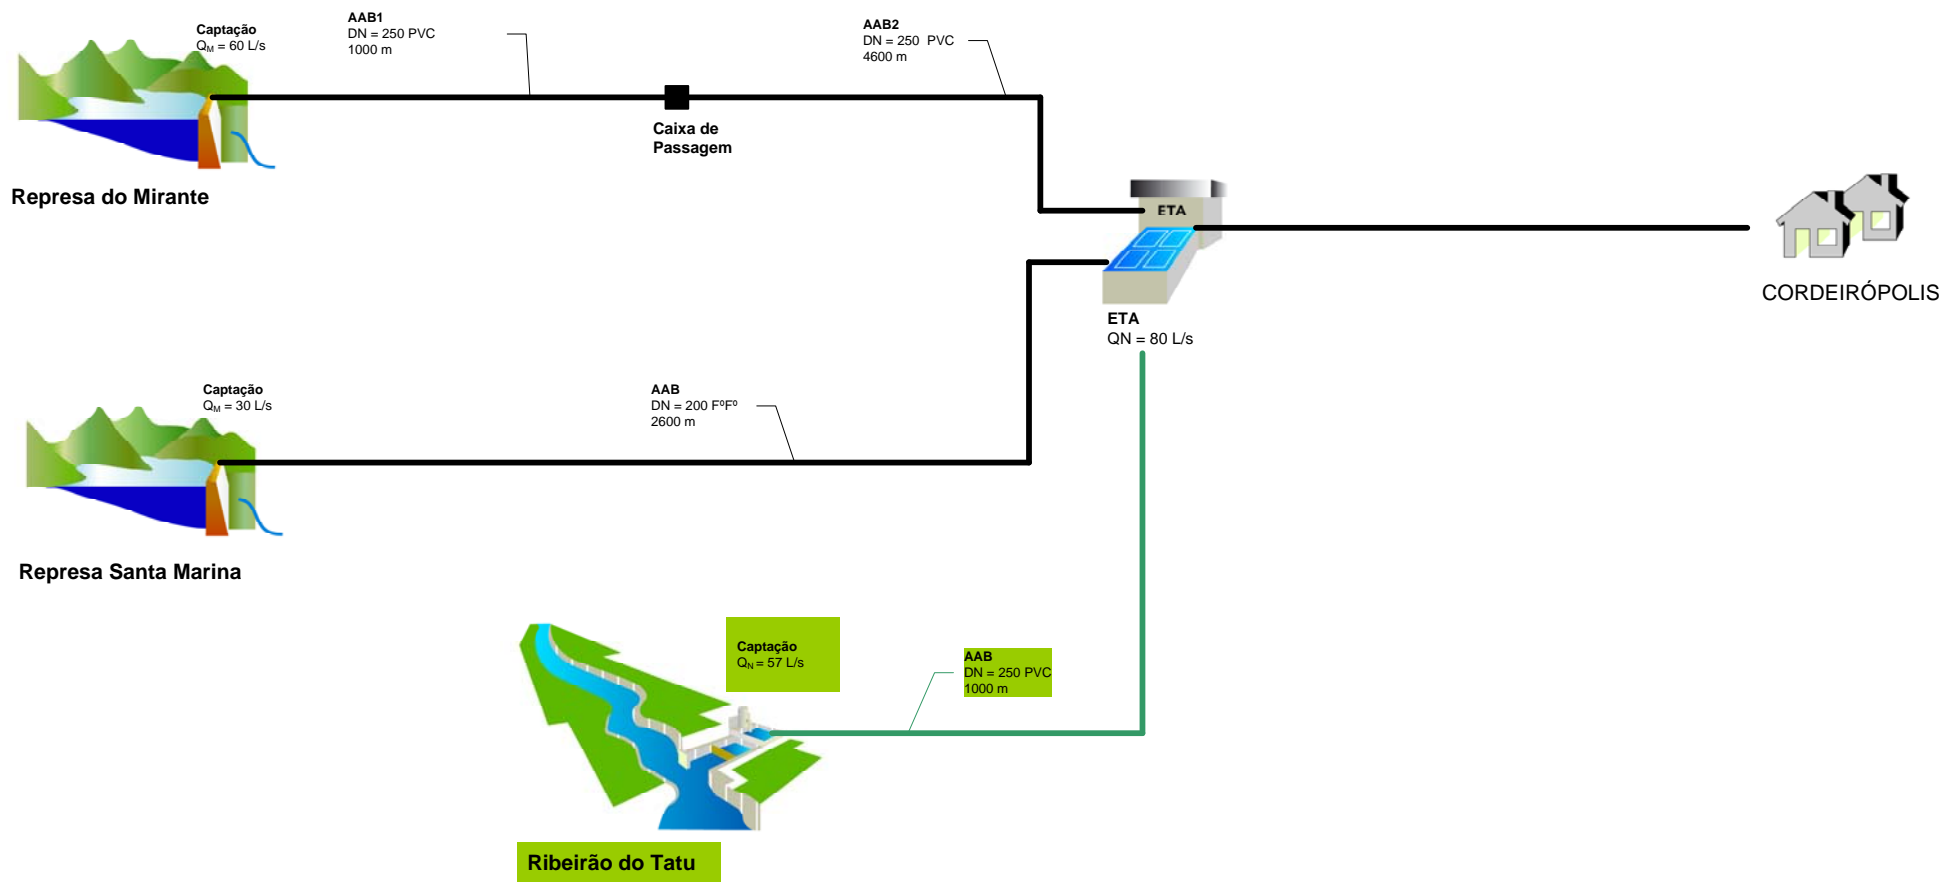 Captação
QM = 60 L/s
AAB1
DN = 250 PVC
1000 m
AAB2
DN = 250 PVC
4600 m
Caixa de
Passagem
Represa do Mirante
ETA
ETA
QN = 80 L/s
CORDEIRÓPOLIS
Captação
QM = 30 L/s
AAB
DN = 200 FºFº
2600 m
Represa Santa Marina
Captação
QN = 57 L/s
AAB
DN = 250 PVC
1000 m
Ribeirão do Tatu